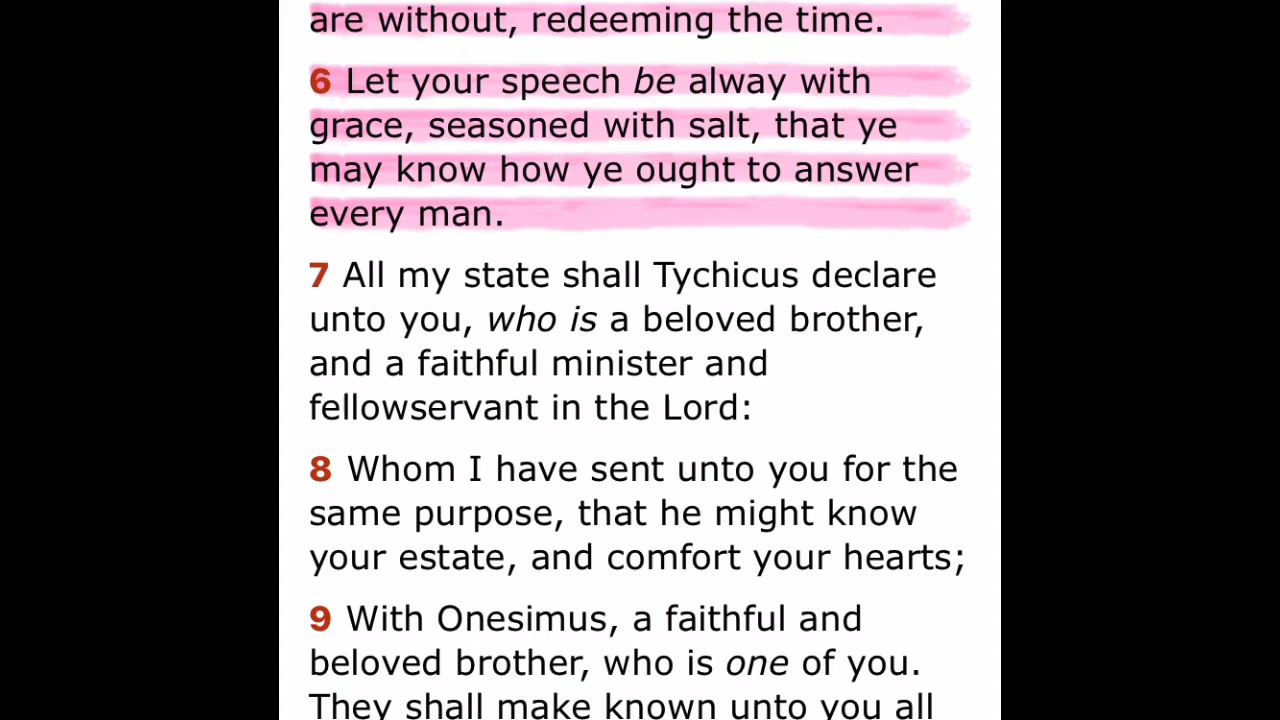 are without, redeeming the time.
6 Let your speech be alway with
grace, seasoned with salt, that ye
may know how ye ought to answer
every man.
7 All my state shall Tychicus declare
unto you, who is a beloved brother,
and a faithful minister and
fellowservant in the Lord:
8 Whom I have sent unto you for the
same purpose, that he might know
your estate, and comfort your hearts;
9 With Onesimus, a faithful and
beloved brother, who is one of you.
They shall make known unto you all